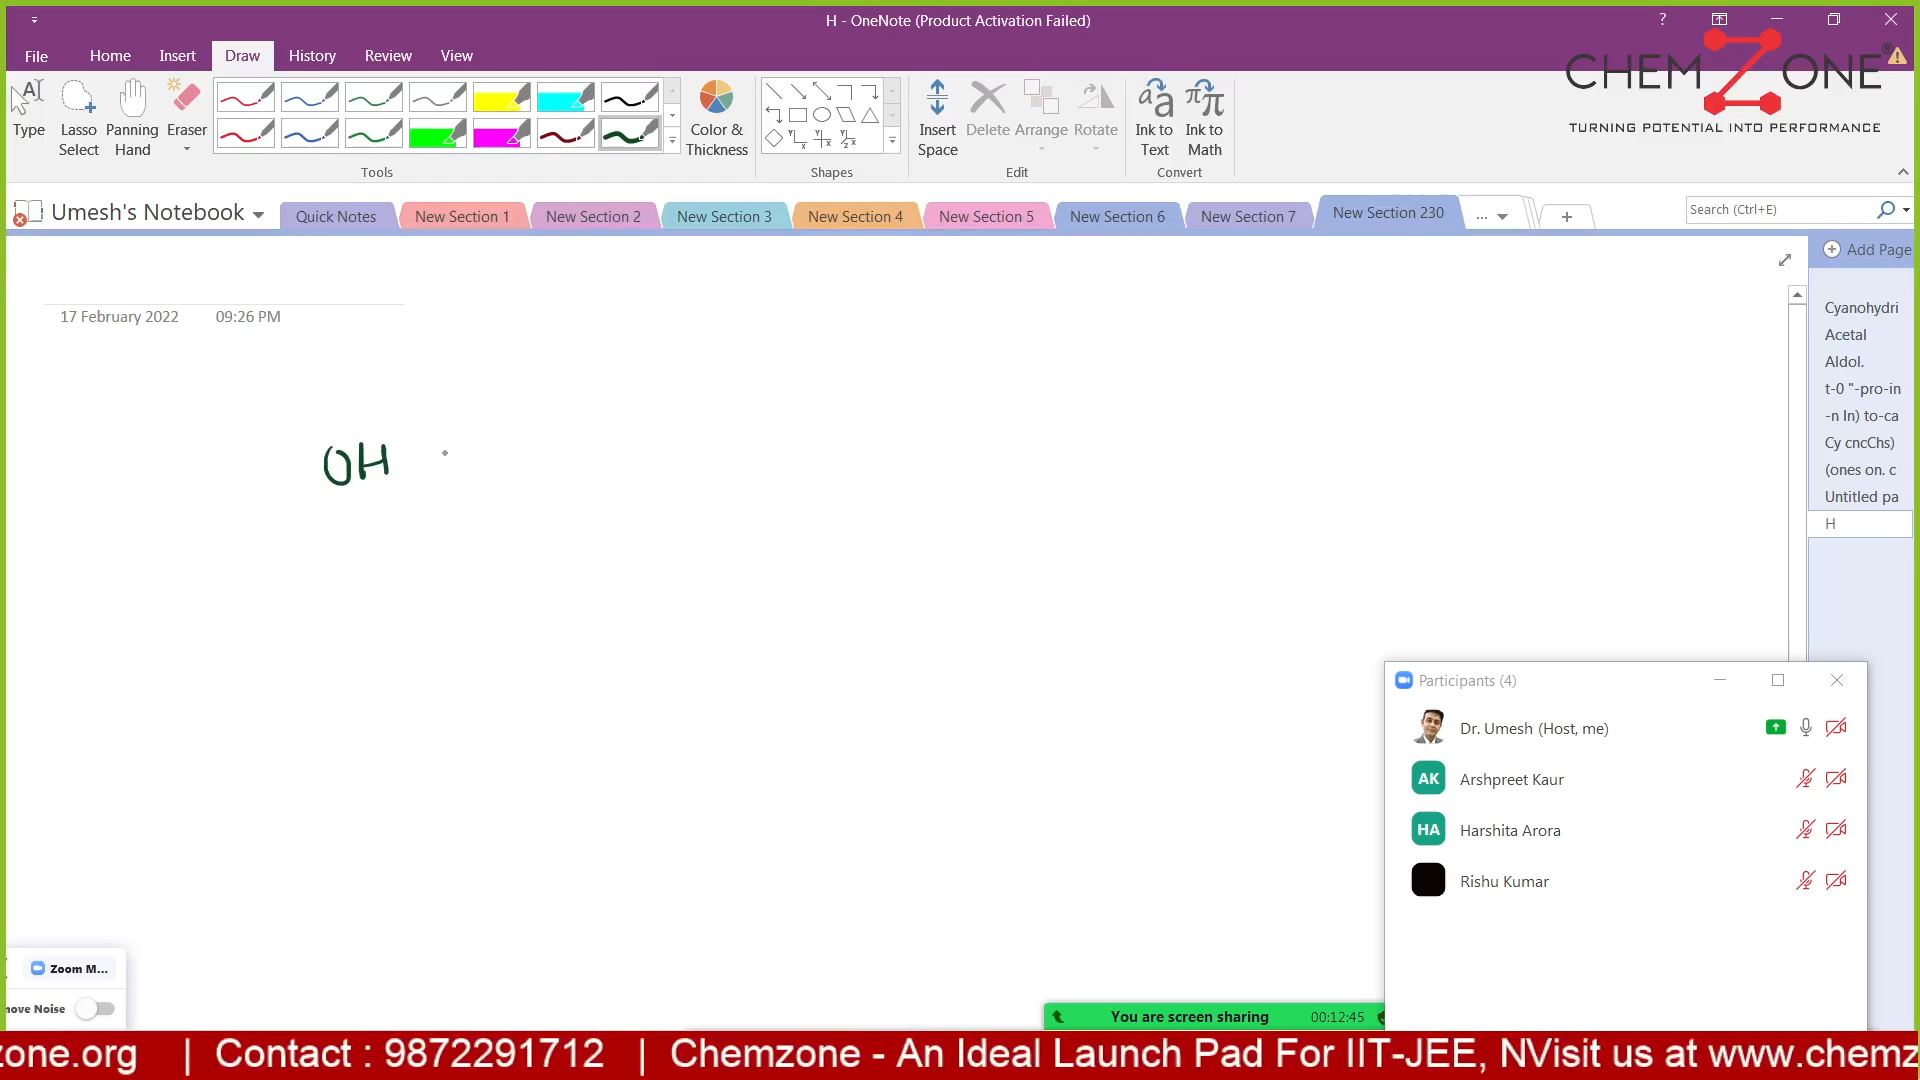 H - OneNote (Product Activation Failed)
?
File Home Insert Draw History Review View
CHEMZONE®
TURNING POTENTIAL INTO PERFORMANCE
Type
Lasso Select
Panning Hand
Eraser
Color & Thickness
Insert Space
Delete
Arrange
Rotate
Ink to Text
Ink to Math
Tools
Shapes
Edit
Convert
Umesh's Notebook
Quick Notes
New Section 1
New Section 2
New Section 3
New Section 4
New Section 5
New Section 6
New Section 7
New Section 230
...
Search (Ctrl+E)
Add Page
17 February 2022 09:26 PM
OH
Cyanohydri
Acetal
Aldol.
t-0 "-pro-in
-n In) to-ca
Cy cncChs)
(ones on. c
Untitled pa
H
Participants (4)
Dr. Umesh (Host, me)
AK Arshpreet Kaur
HA Harshita Arora
Rishu Kumar
Zoom M...
nove Noise
You are screen sharing 00:12:45
zone.org | Contact : 9872291712 | Chemzone - An Ideal Launch Pad For IIT-JEE, NVisit us at www.chemz